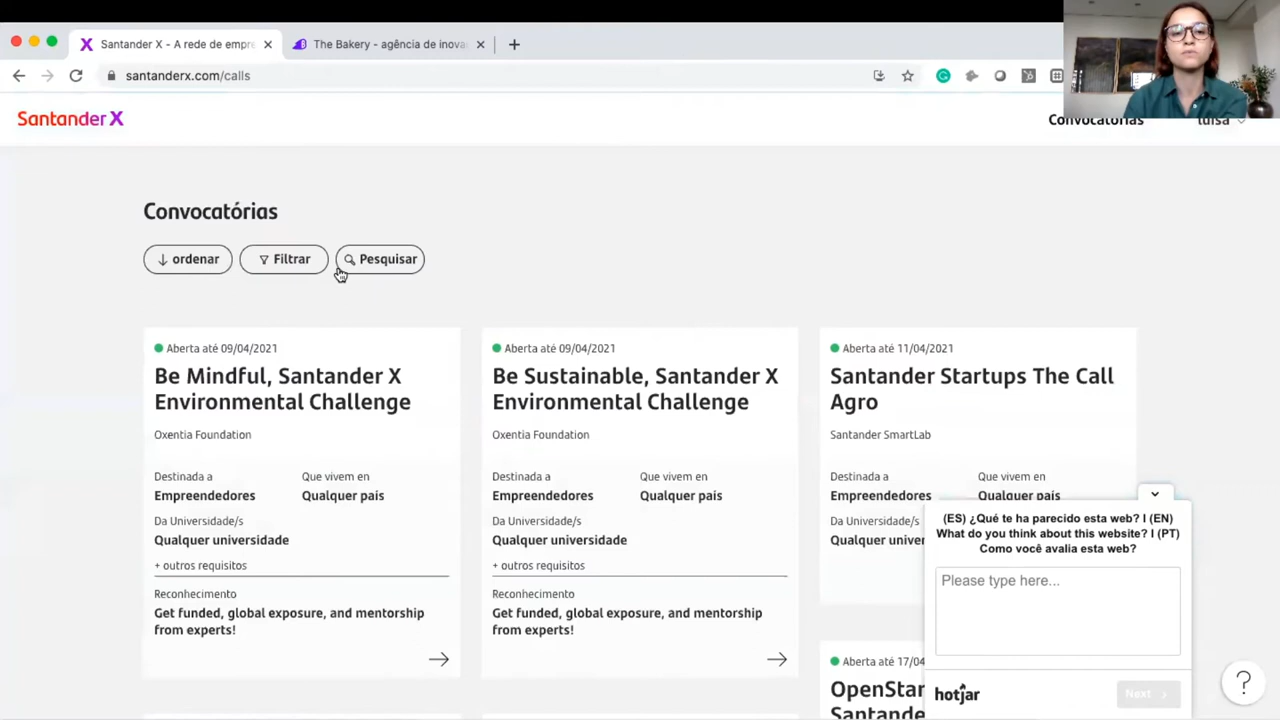 Santander X - A rede de empre
The Bakery - agência de inova
santanderx.com/calls
Santander X
Convocatórias
luisa
Convocatórias
ordenar
Filtrar
Pesquisar
Aberta até 09/04/2021
Be Mindful, Santander X
Environmental Challenge
Oxentia Foundation
Destinada a
Que vivem en
Empreendedores
Qualquer país
Da Universidade/s
Qualquer universidade
+ outros requisitos
Reconhecimento
Get funded, global exposure, and mentorship
from experts!
Aberta até 09/04/2021
Be Sustainable, Santander X
Environmental Challenge
Oxentia Foundation
Destinada a
Que vivem en
Empreendedores
Qualquer país
Da Universidade/s
Qualquer universidade
+ outros requisitos
Reconhecimento
Get funded, global exposure, and mentorship
from experts!
Aberta até 11/04/2021
Santander Startups The Call
Agro
Santander SmartLab
Destinada a
Que vivem en
Empreendedores
Qualquer país
Da Universidade/s
Qualquer univer
Aberta até 17/04
OpenStar
Santander
(ES) ¿Qué te ha parecido esta web? I (EN)
What do you think about this website? I (PT)
Como você avalia esta web?
Please type here...
hotjar
Next
?